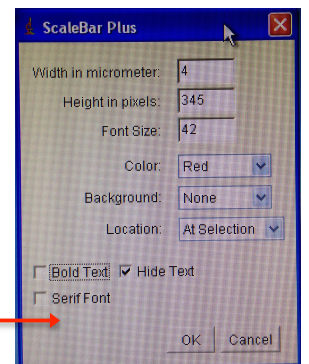 ScaleBar Plus
Width in micrometer: 4
Height in pixels: 345
Font Size: 42
Color: Red
Background: None
Location: At Selection
Bold Text Hide Text
Serif Font
OK Cancel